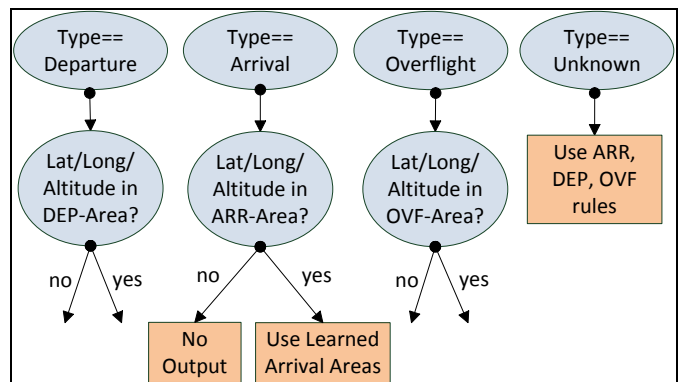 Type==
Departure
Type==
Arrival
Type==
Overflight
Type==
Unknown
Lat/Long/
Altitude in
DEP-Area?
Lat/Long/
Altitude in
ARR-Area?
Lat/Long/
Altitude in
OVF-Area?
Use ARR,
DEP, OVF
rules
no
yes
no
yes
no
yes
No
Output
Use Learned
Arrival Areas